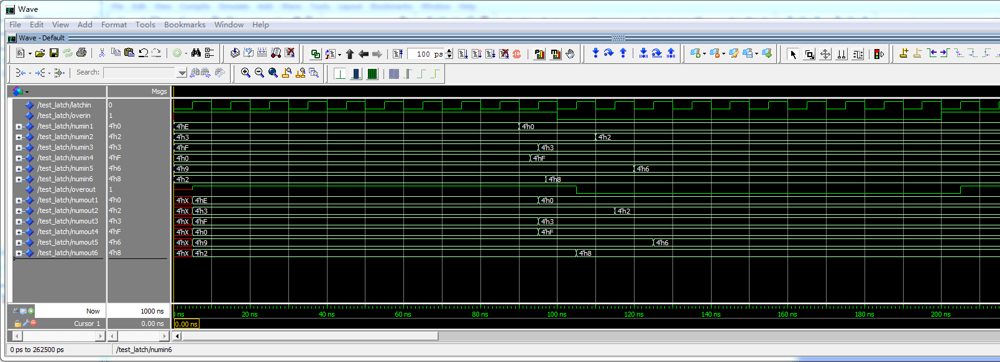 Wave
File Edit View Add Format Tools Bookmarks Window Help
Wave - Default
100 ps
Search:
Msgs
/test_latch/latchin 0
/test_latch/overin 1
/test_latch/numin1 4'h0 4'hE 4'h0
/test_latch/numin2 4'h2 4'h3 4'h2
/test_latch/numin3 4'h3 4'hF 4'h3
/test_latch/numin4 4'hF 4'h0 4'hF
/test_latch/numin5 4'h6 4'h9 4'h6
/test_latch/numin6 4'h8 4'h2 4'h8
/test_latch/overout 1
/test_latch/numout1 4'h0 4'hX 4'hE 4'h0
/test_latch/numout2 4'h2 4'hX 4'h3 4'h2
/test_latch/numout3 4'h3 4'hX 4'hF 4'h3
/test_latch/numout4 4'hF 4'hX 4'h0 4'hF
/test_latch/numout5 4'h6 4'hX 4'h9 4'h6
/test_latch/numout6 4'h8 4'hX 4'h2 4'h8
Now 1000 ns
ns 20 ns 40 ns 60 ns 80 ns 100 ns 120 ns 140 ns 160 ns 180 ns 200 ns
Cursor 1 0.00 ns 0.00 ns
0 ps to 262500 ps /test_latch/numin6